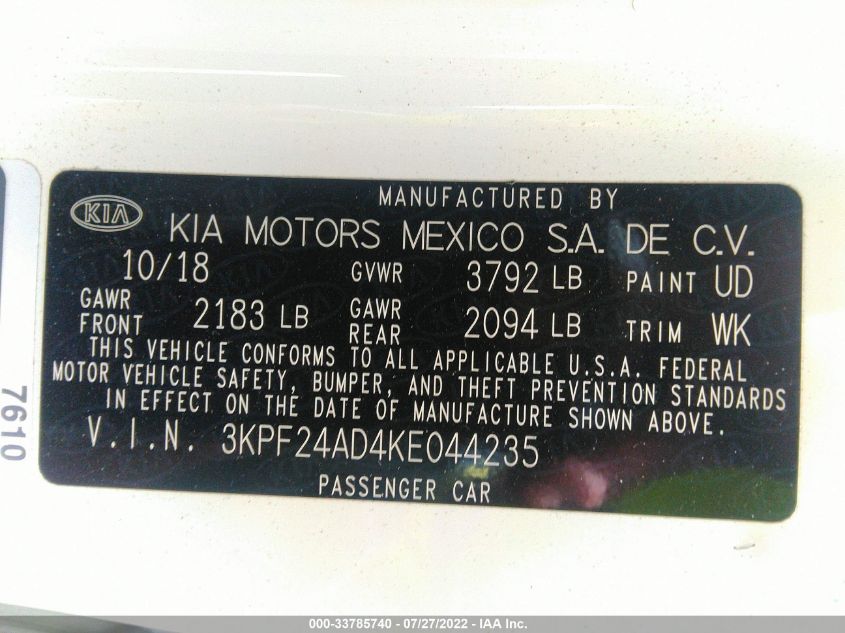 MANUFACTURED BY
KIA KIA MOTORS MEXICO S.A. DE C.V.
10/18 GVWR 3792 LB PAINT UD
GAWR FRONT 2183 LB GAWR REAR 2094 LB TRIM WK
THIS VEHICLE CONFORMS TO ALL APPLICABLE U.S.A. FEDERAL
MOTOR VEHICLE SAFETY, BUMPER, AND THEFT PREVENTION STANDARDS
IN EFFECT ON THE DATE OF MANUFACTURE SHOWN ABOVE.
V.I.N. 3KPF24AD4KE044235
PASSENGER CAR
7610
000-33785740 - 07/27/2022 - IAA Inc.